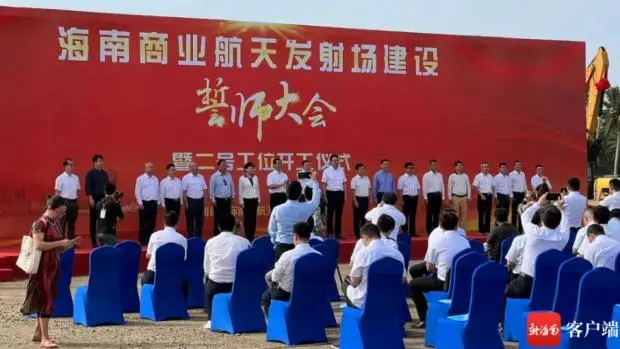 海南商业航天发射场建设
誓师大会
暨二号工位开工仪式
新海南
客户端